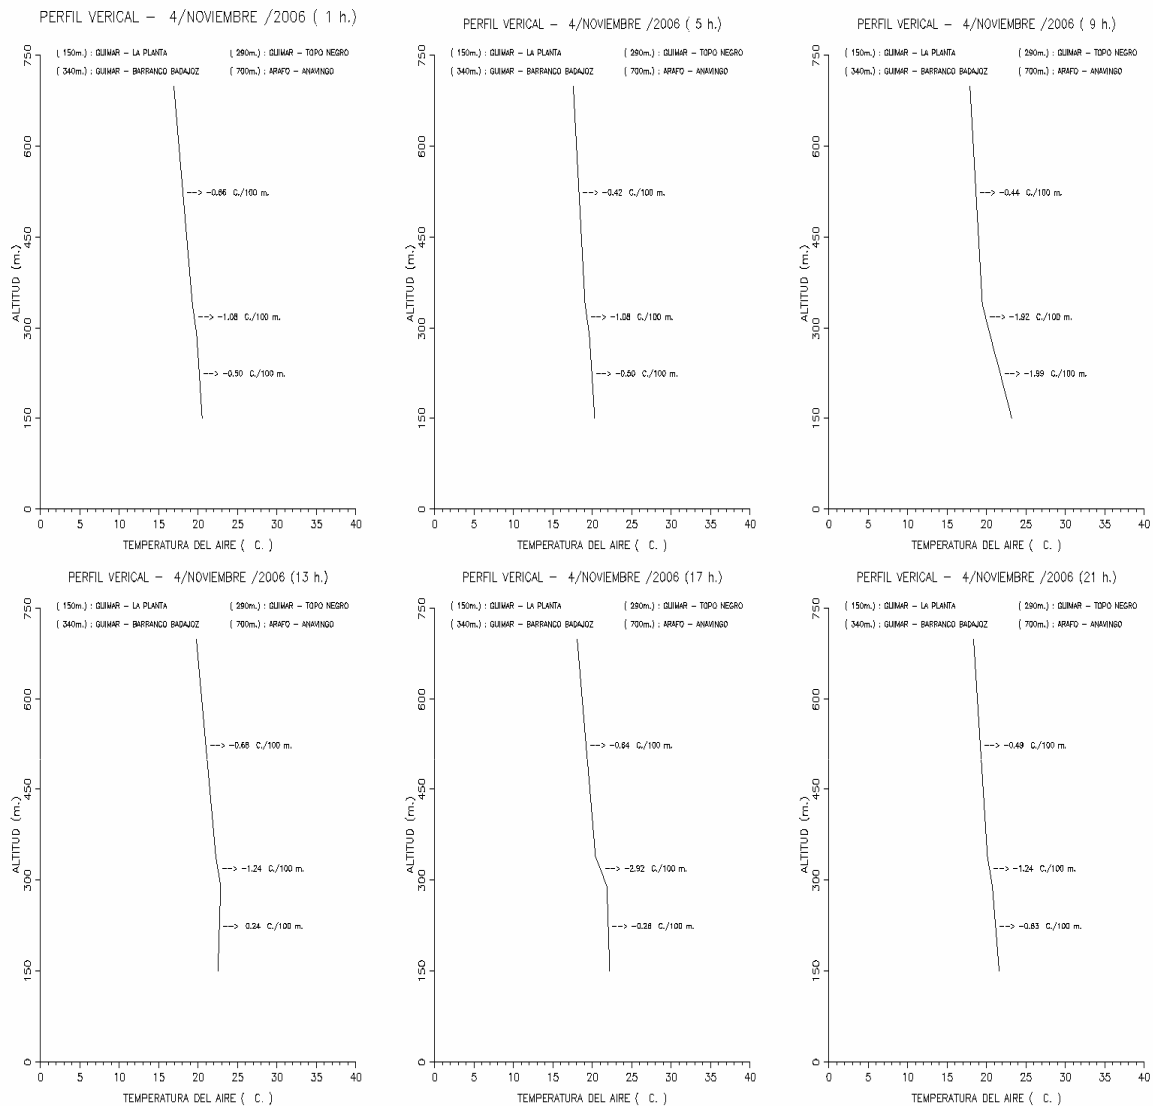 PERFIL VERICAL – 4/NOVIEMBRE /2006 ( 1 h.)
( 150m.) : GUIMAR – LA PLANTA ( 290m.) : GUIMAR – TOPO NEGRO
( 340m.) : GUIMAR – BARRANCO BADAJOZ ( 700m.) : ARAFO – ANAVINGO
750
600
450
300
150
0
ALTITUD (m.)
--> -0.66 C./100 m.
--> -1.08 C./100 m.
--> -0.50 C./100 m.
0 5 10 15 20 25 30 35 40
TEMPERATURA DEL AIRE ( C. )
PERFIL VERICAL – 4/NOVIEMBRE /2006 ( 5 h.)
( 150m.) : GUIMAR – LA PLANTA ( 290m.) : GUIMAR – TOPO NEGRO
( 340m.) : GUIMAR – BARRANCO BADAJOZ ( 700m.) : ARAFO – ANAVINGO
750
600
450
300
150
0
ALTITUD (m.)
--> -0.42 C./100 m.
--> -1.08 C./100 m.
--> -0.50 C./100 m.
0 5 10 15 20 25 30 35 40
TEMPERATURA DEL AIRE ( C. )
PERFIL VERICAL – 4/NOVIEMBRE /2006 ( 9 h.)
( 150m.) : GUIMAR – LA PLANTA ( 290m.) : GUIMAR – TOPO NEGRO
( 340m.) : GUIMAR – BARRANCO BADAJOZ ( 700m.) : ARAFO – ANAVINGO
750
600
450
300
150
0
ALTITUD (m.)
--> -0.44 C./100 m.
--> -1.92 C./100 m.
--> -1.99 C./100 m.
0 5 10 15 20 25 30 35 40
TEMPERATURA DEL AIRE ( C. )
PERFIL VERICAL – 4/NOVIEMBRE /2006 (13 h.)
( 150m.) : GUIMAR – LA PLANTA ( 290m.) : GUIMAR – TOPO NEGRO
( 340m.) : GUIMAR – BARRANCO BADAJOZ ( 700m.) : ARAFO – ANAVINGO
750
600
450
300
150
0
ALTITUD (m.)
--> -0.68 C./100 m.
--> -1.24 C./100 m.
--> 0.24 C./100 m.
0 5 10 15 20 25 30 35 40
TEMPERATURA DEL AIRE ( C. )
PERFIL VERICAL – 4/NOVIEMBRE /2006 (17 h.)
( 150m.) : GUIMAR – LA PLANTA ( 290m.) : GUIMAR – TOPO NEGRO
( 340m.) : GUIMAR – BARRANCO BADAJOZ ( 700m.) : ARAFO – ANAVINGO
750
600
450
300
150
0
ALTITUD (m.)
--> -0.64 C./100 m.
--> -2.92 C./100 m.
--> -0.26 C./100 m.
0 5 10 15 20 25 30 35 40
TEMPERATURA DEL AIRE ( C. )
PERFIL VERICAL – 4/NOVIEMBRE /2006 (21 h.)
( 150m.) : GUIMAR – LA PLANTA ( 290m.) : GUIMAR – TOPO NEGRO
( 340m.) : GUIMAR – BARRANCO BADAJOZ ( 700m.) : ARAFO – ANAVINGO
750
600
450
300
150
0
ALTITUD (m.)
--> -0.49 C./100 m.
--> -1.24 C./100 m.
--> -0.63 C./100 m.
0 5 10 15 20 25 30 35 40
TEMPERATURA DEL AIRE ( C. )